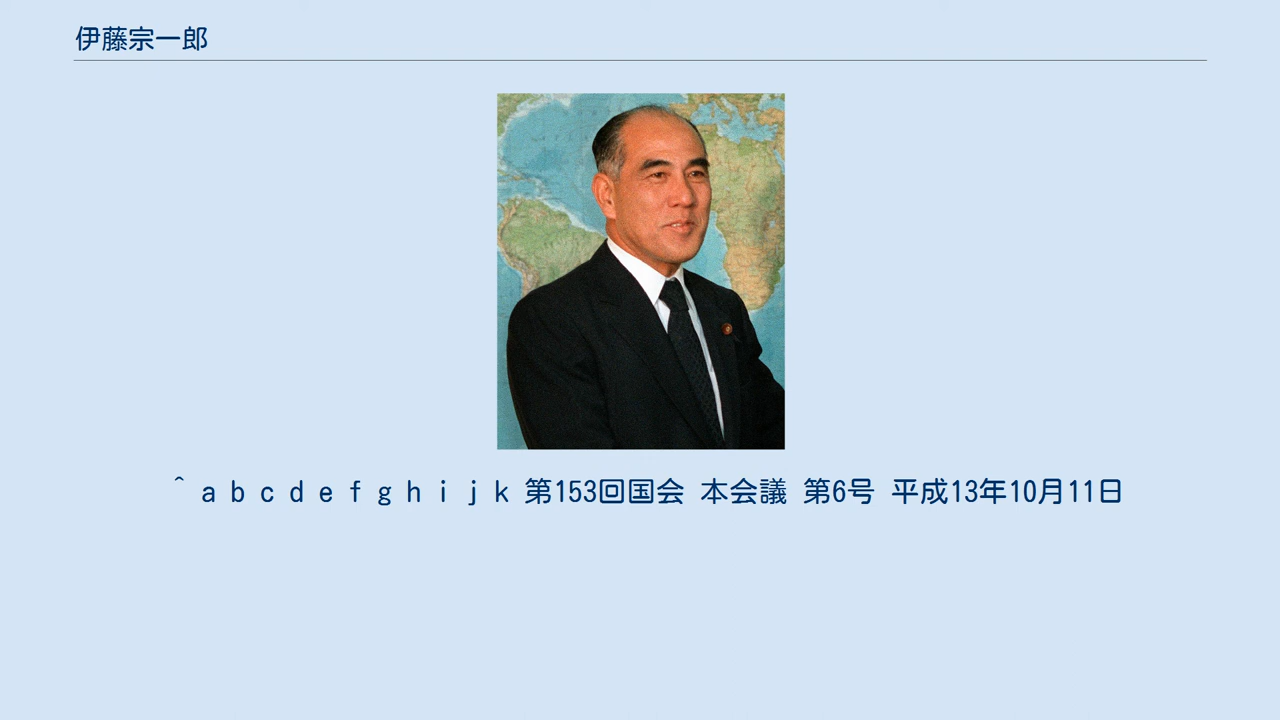 伊藤宗一郎
^ a b c d e f g h i j k 第153回国会 本会議 第6号 平成13年10月11日